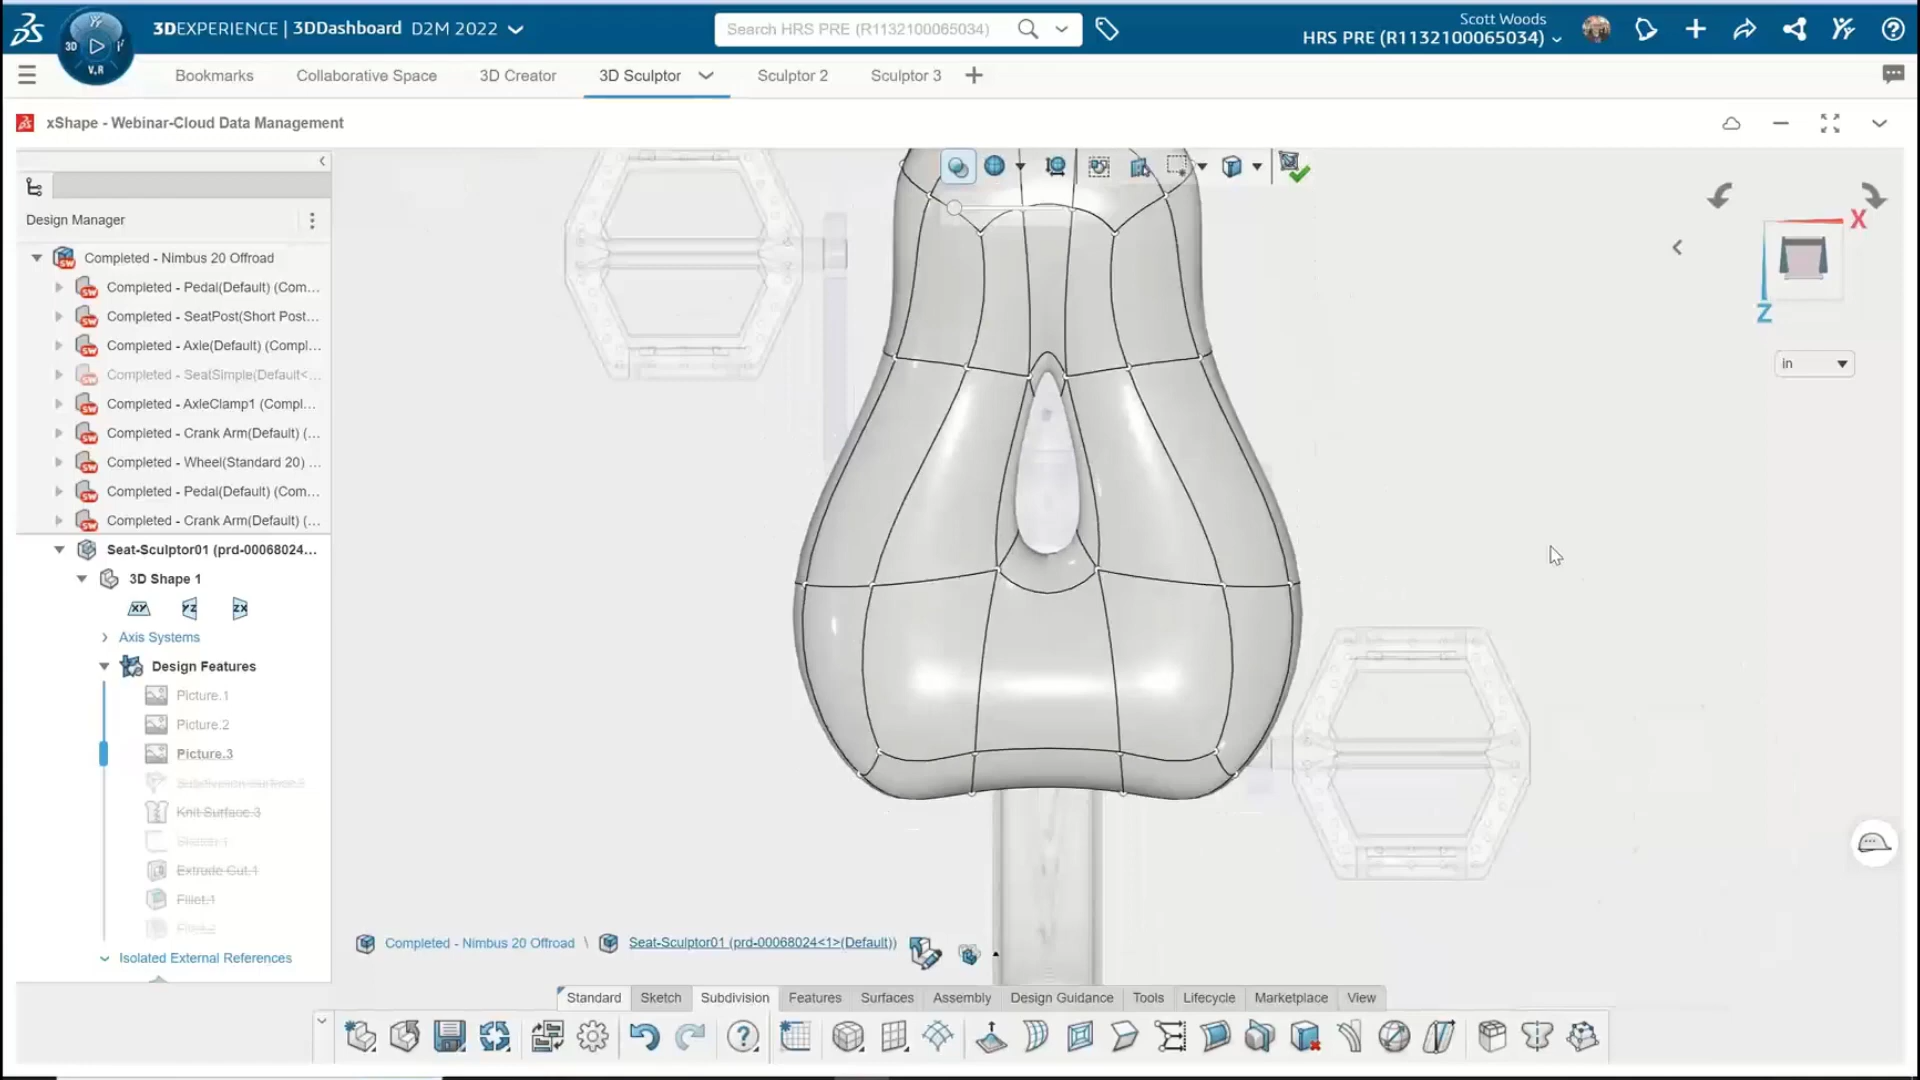 3DEXPERIENCE | 3DDashboard D2M 2022
Search HRS PRE (R1132100065034)
Scott Woods
HRS PRE (R1132100065034)
3D
V,R
Bookmarks Collaborative Space 3D Creator 3D Sculptor Sculptor 2 Sculptor 3
xShape - Webinar-Cloud Data Management
Design Manager
Completed - Nimbus 20 Offroad
Completed - Pedal(Default) (Com...
Completed - SeatPost(Short Post...
Completed - Axle(Default) (Compl...
Completed - SeatSimple(Default<...
Completed - AxleClamp1 (Compl...
Completed - Crank Arm(Default) (...
Completed - Wheel(Standard 20) ...
Completed - Pedal(Default) (Com...
Completed - Crank Arm(Default) (...
Seat-Sculptor01 (prd-00068024...
3D Shape 1
XY YZ ZX
Axis Systems
Design Features
Picture.1
Picture.2
Picture.3
Knit Surface.3
Extrude Cut.1
Fillet.1
Isolated External References
X
Z
in
Completed - Nimbus 20 Offroad \ Seat-Sculptor01 (prd-00068024<1>(Default))
Standard Sketch Subdivision Features Surfaces Assembly Design Guidance Tools Lifecycle Marketplace View